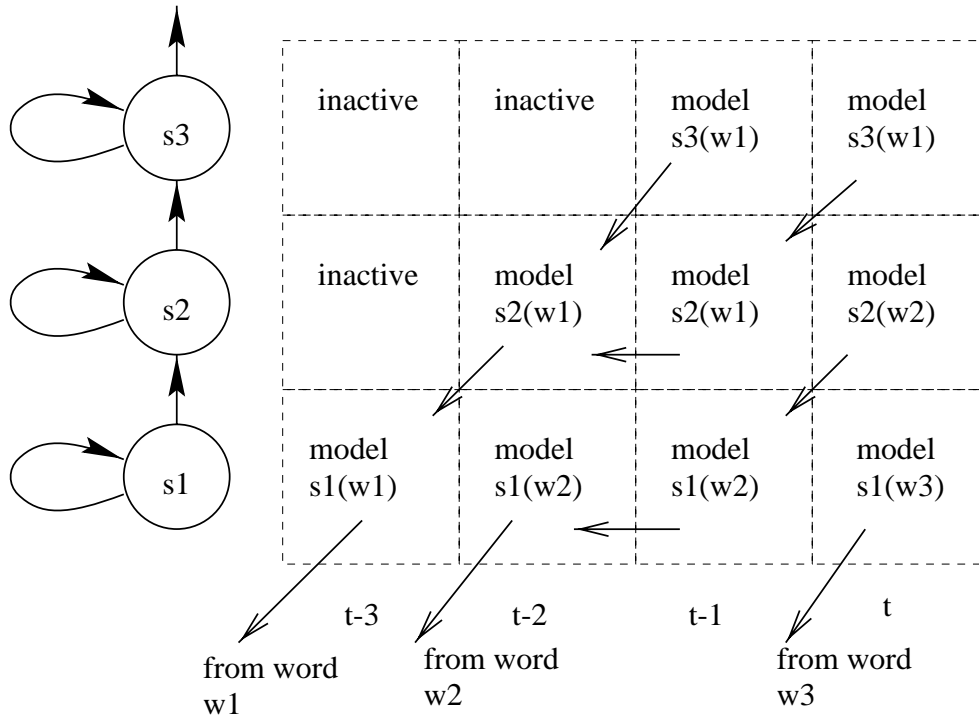 s3
s2
s1
inactive
inactive
model
s3(w1)
model
s3(w1)
inactive
model
s2(w1)
model
s2(w1)
model
s2(w2)
model
s1(w1)
model
s1(w2)
model
s1(w2)
model
s1(w3)
t-3
t-2
t-1
t
from word
w1
from word
w2
from word
w3